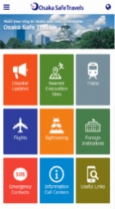 Osaka Safe Travels
Disaster
Updates
Nearest
Evacuation
Sites
Flights
Sightseeing
Foreign
Institutions
SOS
Emergency
Contacts
Information
Call Centers
Useful Links